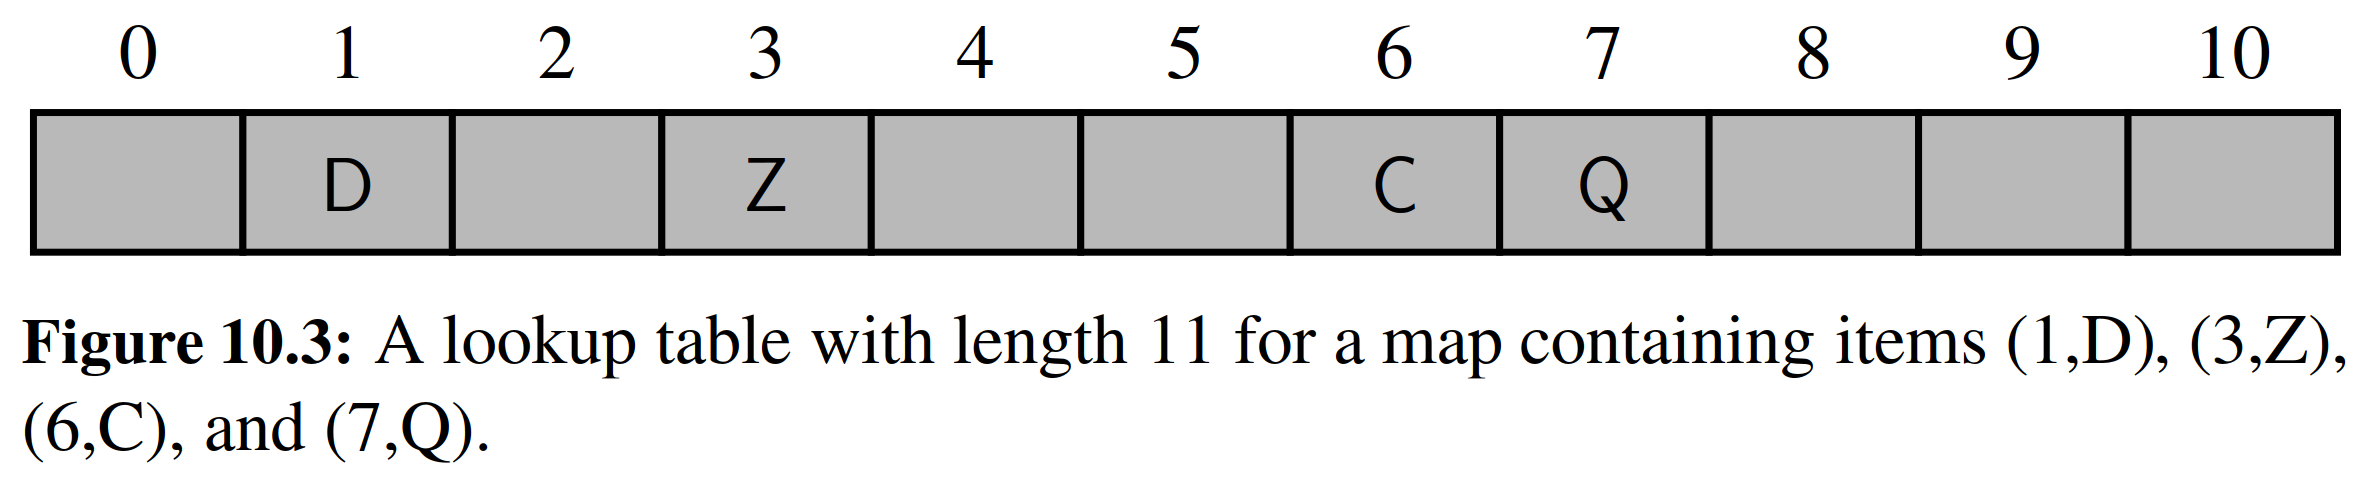 0 1 2 3 4 5 6 7 8 9 10
D Z C Q
Figure 10.3: A lookup table with length 11 for a map containing items (1,D), (3,Z),
(6,C), and (7,Q).